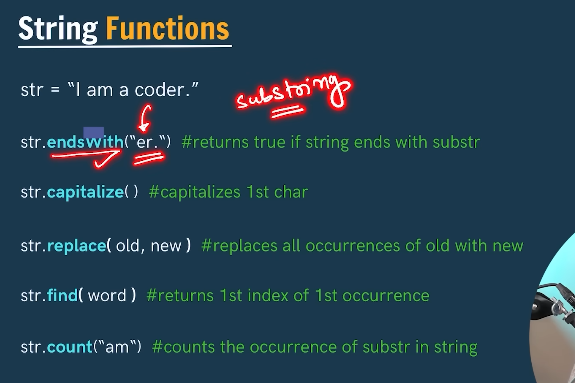 String Functions
str = “I am a coder.”
substring
str.endsWith("er.“) #returns true if string ends with substr
str.capitalize( ) #capitalizes 1st char
str.replace( old, new ) #replaces all occurrences of old with new
str.find( word ) #returns 1st index of 1st occurrence
str.count("am“) #counts the occurrence of substr in string